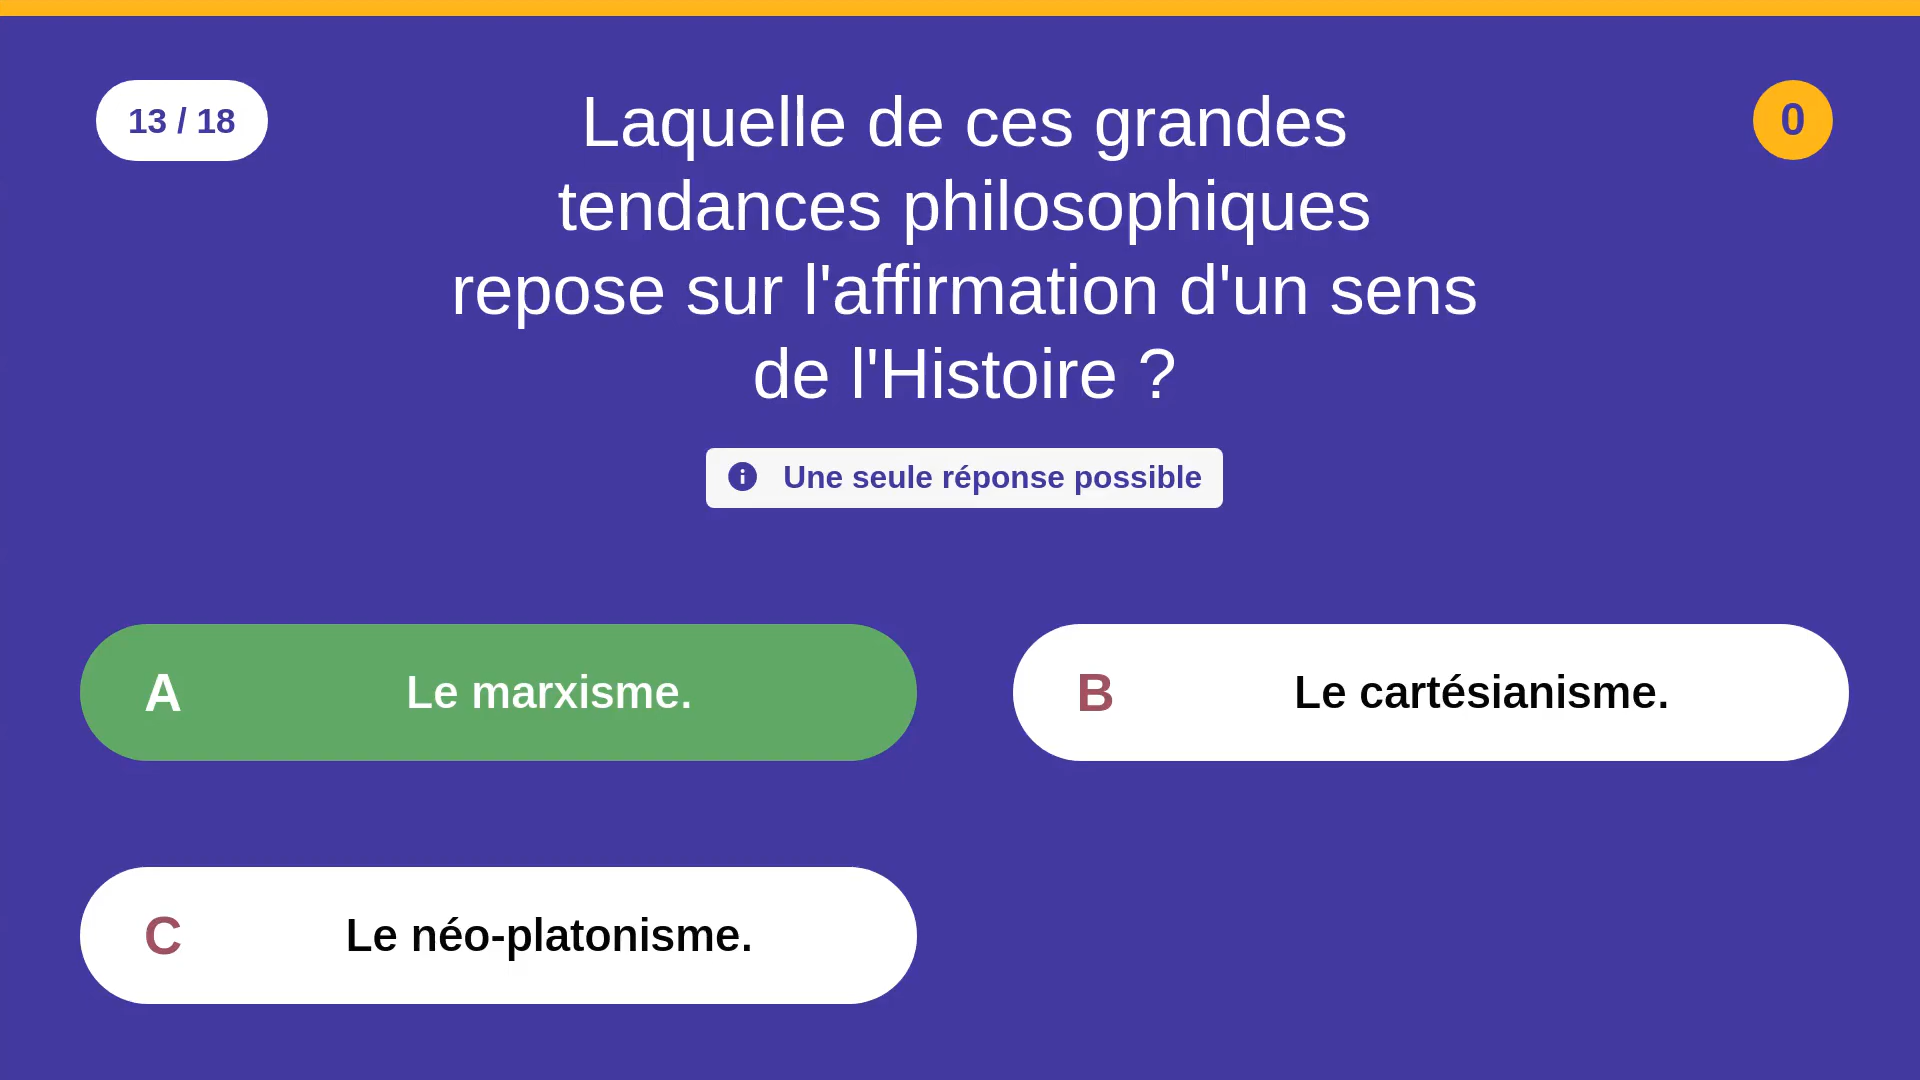 13 / 18
Laquelle de ces grandes
tendances philosophiques
repose sur l'affirmation d'un sens
de l'Histoire ?
0
Une seule réponse possible
A Le marxisme.
B Le cartésianisme.
C Le néo-platonisme.